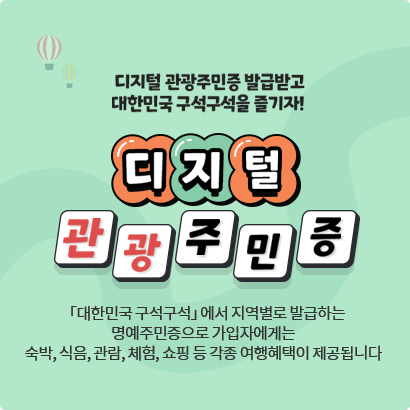 디지털 관광주민증 발급받고
대한민국 구석구석을 즐기자!
디지털
관광주민증
「대한민국 구석구석」에서 지역별로 발급하는
명예주민증으로 가입자에게는
숙박, 식음, 관람, 체험, 쇼핑 등 각종 여행혜택이 제공됩니다